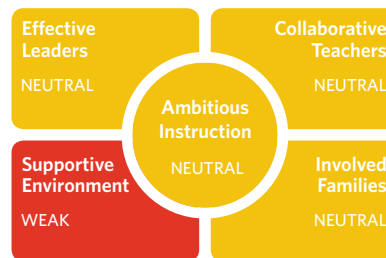 Effective
Leaders
NEUTRAL
Collaborative
Teachers
NEUTRAL
Ambitious
Instruction
NEUTRAL
Supportive
Environment
WEAK
Involved
Families
NEUTRAL